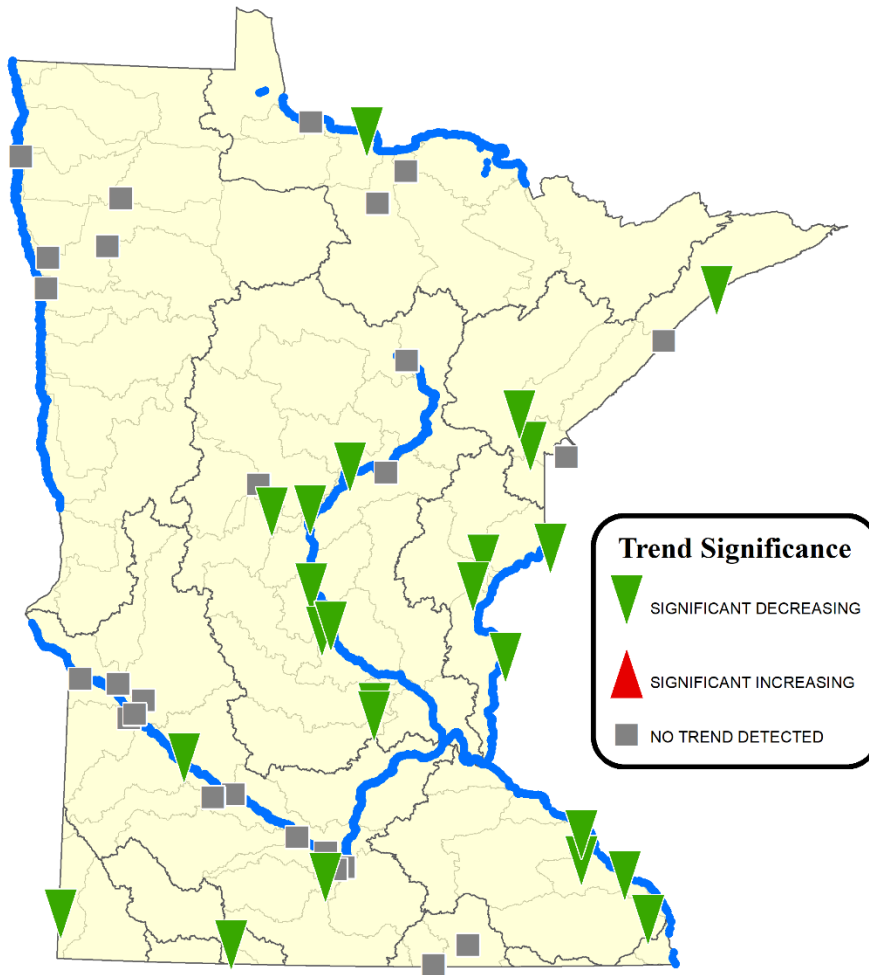 Trend Significance
SIGNIFICANT DECREASING
SIGNIFICANT INCREASING
NO TREND DETECTED